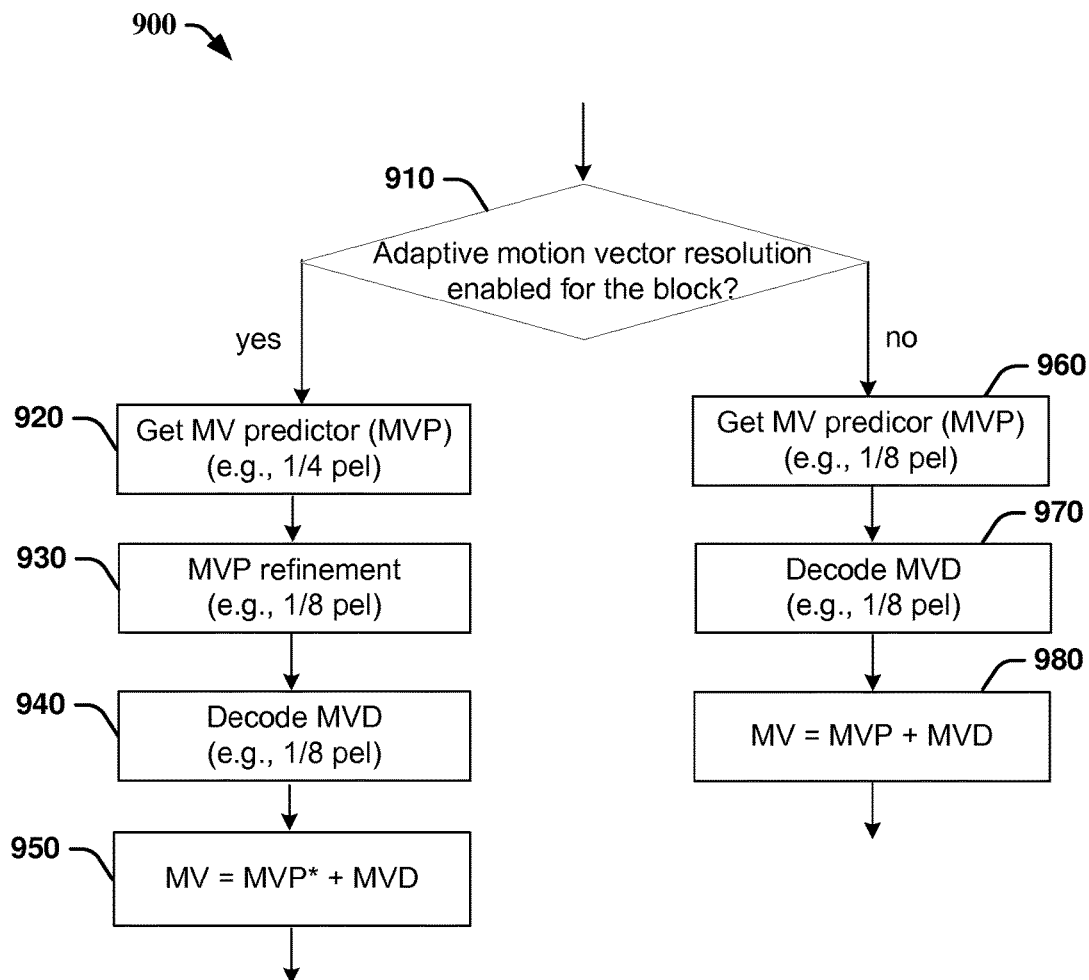 900
910
Adaptive motion vector resolution
enabled for the block?
yes
no
920
Get MV predictor (MVP)
(e.g., 1/4 pel)
930
MVP refinement
(e.g., 1/8 pel)
940
Decode MVD
(e.g., 1/8 pel)
950
MV = MVP* + MVD
960
Get MV predicor (MVP)
(e.g., 1/8 pel)
970
Decode MVD
(e.g., 1/8 pel)
980
MV = MVP + MVD